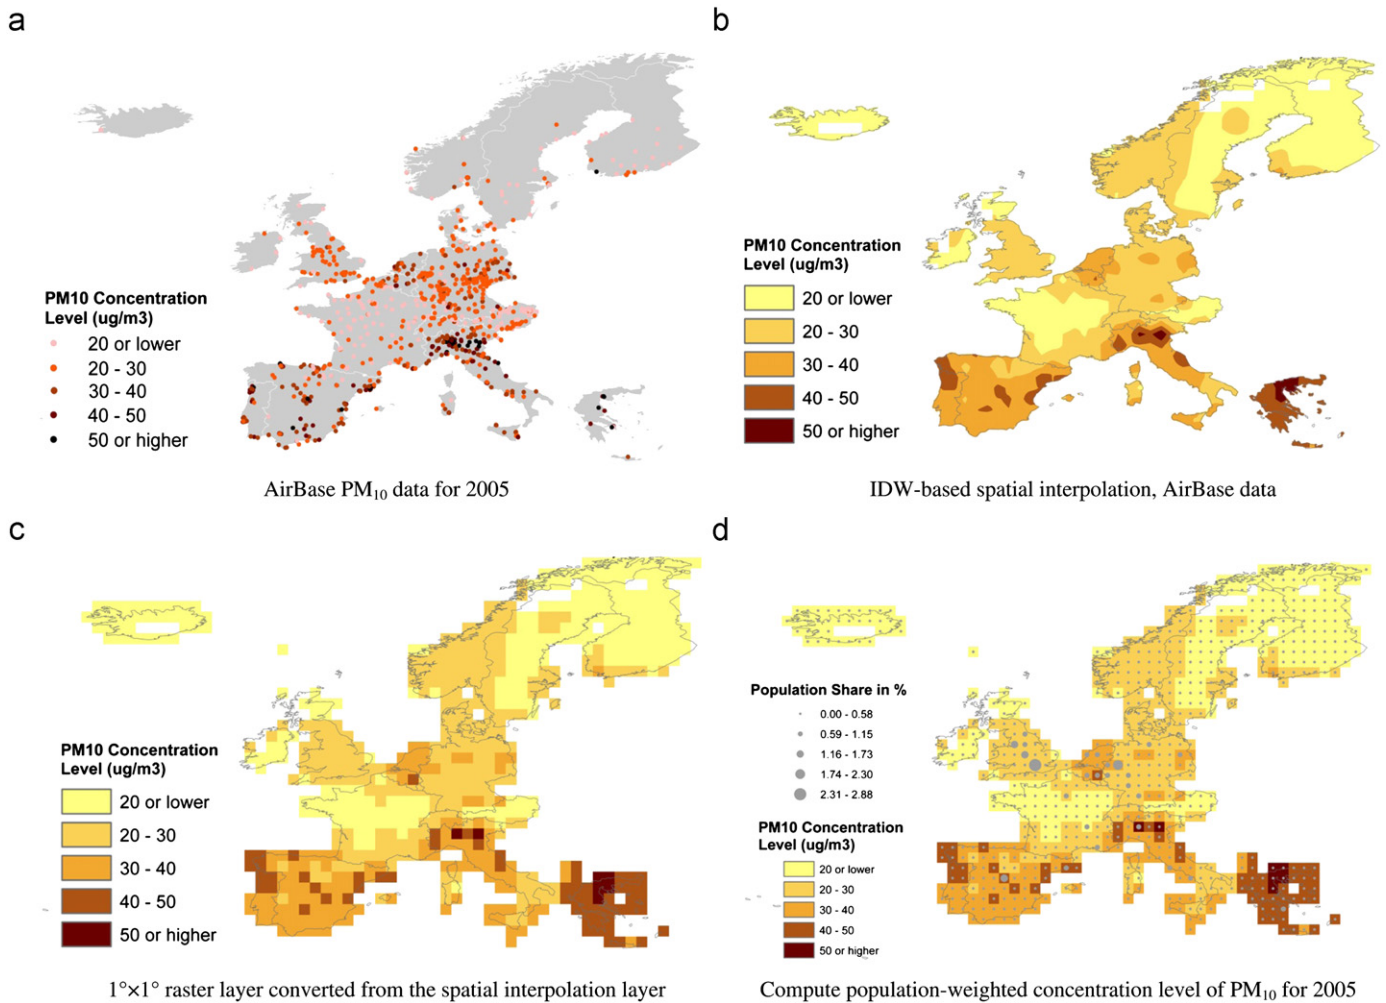 a
PM10 Concentration
Level (ug/m3)
20 or lower
20 - 30
30 - 40
40 - 50
50 or higher
AirBase PM₁₀ data for 2005
b
PM10 Concentration
Level (ug/m3)
20 or lower
20 - 30
30 - 40
40 - 50
50 or higher
IDW-based spatial interpolation, AirBase data
c
PM10 Concentration
Level (ug/m3)
20 or lower
20 - 30
30 - 40
40 - 50
50 or higher
1°×1° raster layer converted from the spatial interpolation layer
d
Population Share in %
0.00 - 0.58
0.59 - 1.15
1.16 - 1.73
1.74 - 2.30
2.31 - 2.88
PM10 Concentration
Level (ug/m3)
20 or lower
20 - 30
30 - 40
40 - 50
50 or higher
Compute population-weighted concentration level of PM₁₀ for 2005